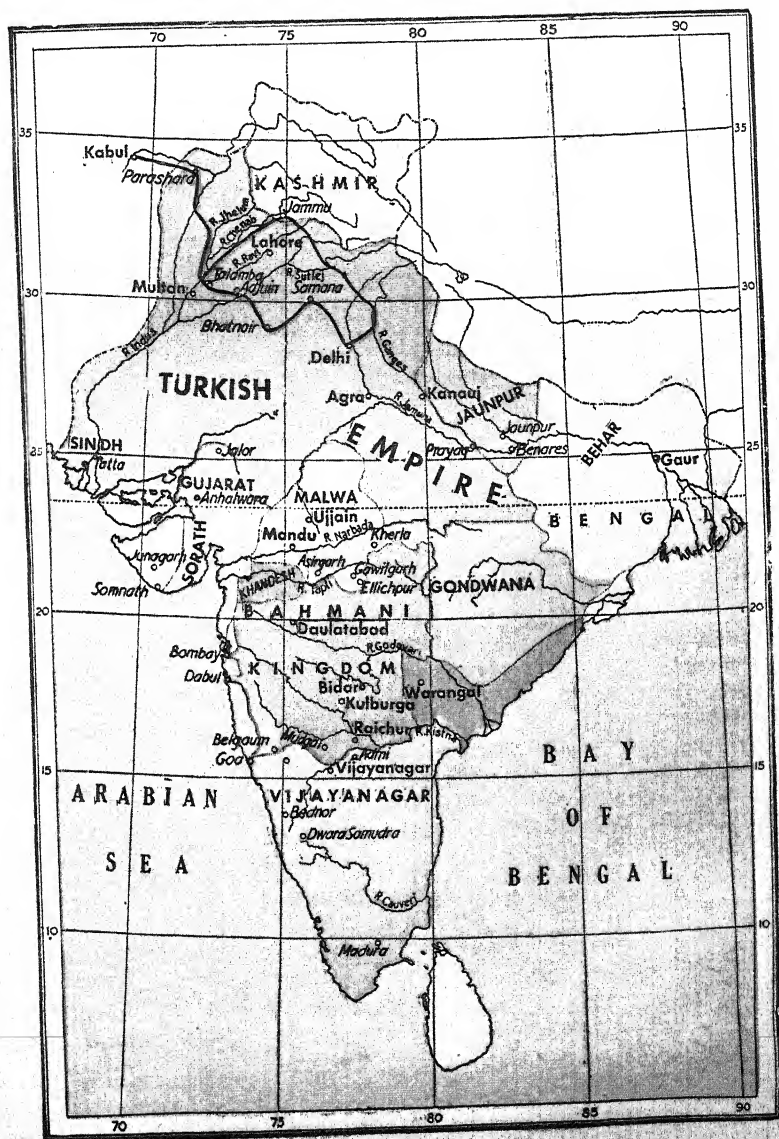 70 75 80 85 90
35 35
Kabul
Parashara
KASHMIR
R. Jhelam
Jammu
R. Chenab
Lahore
R. Ravi
Talamba
R. Sutlej
Multan
Adjuin
Samana
30 30
Bhatnair
R. Indus
Delhi
R. Ganges
TURKISH
Agra
Kanauj
R. Jamuna
JAUNPUR
Jaunpur
EMPIRE
BEHAR
SINDH
Jalor
Prayag
Benares
25 25
Tatta
Gaur
GUJARAT
Anhalwara
MALWA
Ujjain
BENGAL
R. Narbada
Mandu
Kherla
SORATH
Junagarh
Asirgarh
Gawilgarh
KHANDESH
R. Tapti
Ellichpur
GONDWANA
Somnath
20 20
BAHMANI
Daulatabad
R. Godavari
Bombay
KINGDOM
Dabul
Bidar
Warangal
Kulburga
Raichur
R. Kistna
Mudgal
Belgaum
Adni
Goa
Vijayanagar
BAY
15 15
ARABIAN
VIJAYANAGAR
Bednor
OF
Dwara Samudra
SEA
BENGAL
R. Cauveri
10 10
Madura
70 75 80 85 90